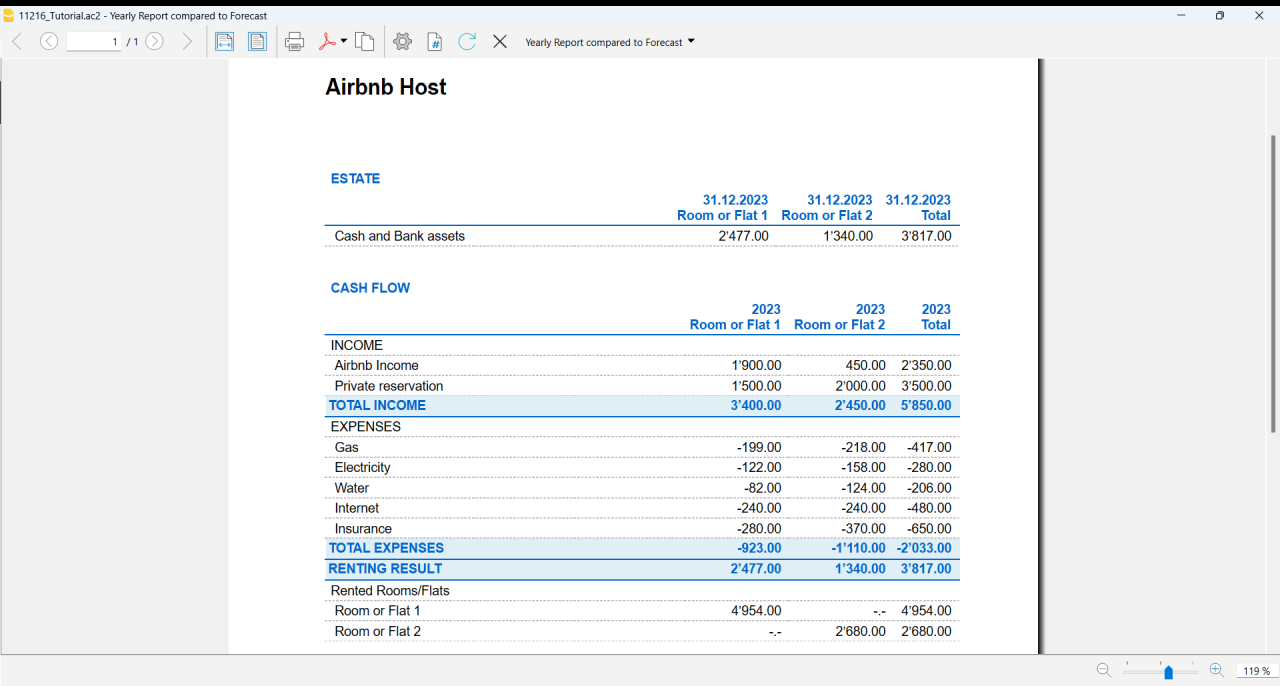 11216_Tutorial.ac2 - Yearly Report compared to Forecast
1 / 1 # Yearly Report compared to Forecast
Airbnb Host
ESTATE
31.12.2023 31.12.2023 31.12.2023
Room or Flat 1 Room or Flat 2 Total
Cash and Bank assets 2'477.00 1'340.00 3'817.00
CASH FLOW
2023 2023 2023
Room or Flat 1 Room or Flat 2 Total
INCOME
Airbnb Income 1'900.00 450.00 2'350.00
Private reservation 1'500.00 2'000.00 3'500.00
TOTAL INCOME 3'400.00 2'450.00 5'850.00
EXPENSES
Gas -199.00 -218.00 -417.00
Electricity -122.00 -158.00 -280.00
Water -82.00 -124.00 -206.00
Internet -240.00 -240.00 -480.00
Insurance -280.00 -370.00 -650.00
TOTAL EXPENSES -923.00 -1'110.00 -2'033.00
RENTING RESULT 2'477.00 1'340.00 3'817.00
Rented Rooms/Flats
Room or Flat 1 4'954.00 -.- 4'954.00
Room or Flat 2 -.- 2'680.00 2'680.00
119 %